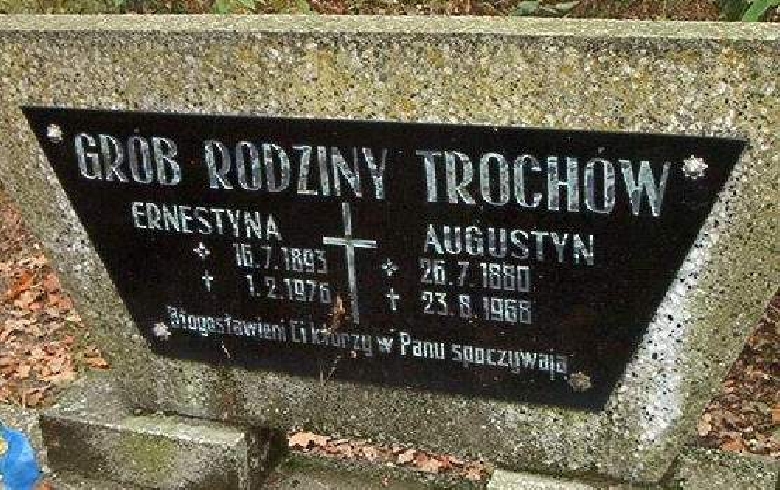 GRÓB RODZINY TROCHÓW
ERNESTYNA
16.7.1893
1.2.1976
AUGUSTYN
26.7.1880
23.8.1968
Błogosławieni Ci którzy w Panu spoczywają